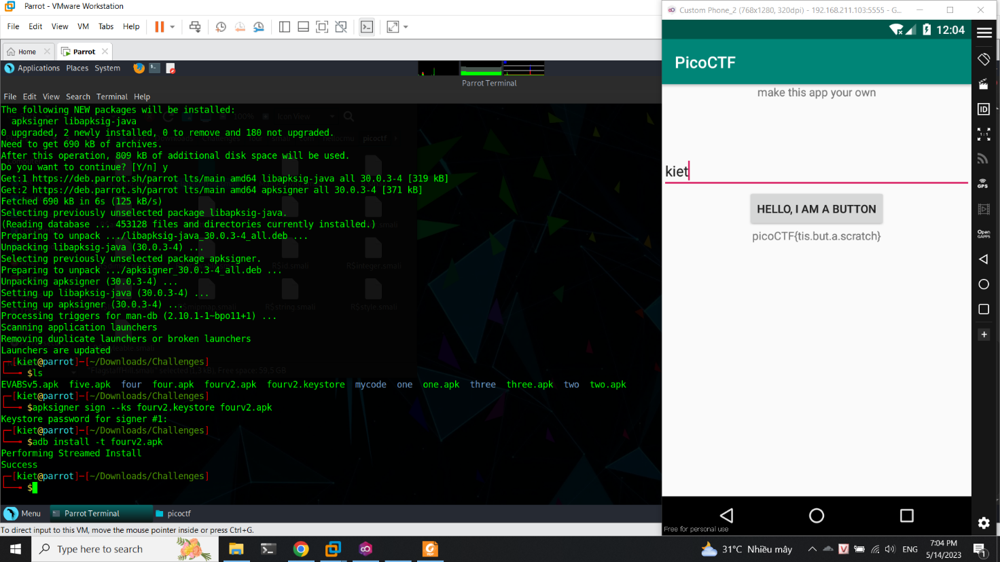 Parrot - VMware Workstation
File Edit View VM Tabs Help
Home
Parrot
Applications Places System
Parrot Terminal
File Edit View Search Terminal Help
The following NEW packages will be installed:
apksigner libapksig-java
0 upgraded, 2 newly installed, 0 to remove and 180 not upgraded.
Need to get 690 kB of archives.
After this operation, 809 kB of additional disk space will be used.
Do you want to continue? [Y/n] y
Get:1 https://deb.parrot.sh/parrot lts/main amd64 libapksig-java all 30.0.3-4 [319 kB]
Get:2 https://deb.parrot.sh/parrot lts/main amd64 apksigner all 30.0.3-4 [371 kB]
Fetched 690 kB in 6s (125 kB/s)
Selecting previously unselected package libapksig-java.
(Reading database ... 453128 files and directories currently installed.)
Preparing to unpack .../libapksig-java_30.0.3-4_all.deb ...
Unpacking libapksig-java (30.0.3-4) ...
Selecting previously unselected package apksigner.
Preparing to unpack .../apksigner_30.0.3-4_all.deb ...
Unpacking apksigner (30.0.3-4) ...
Setting up libapksig-java (30.0.3-4) ...
Setting up apksigner (30.0.3-4) ...
Processing triggers for man-db (2.10.1-1~bpo11+1) ...
Scanning application launchers
Removing duplicate launchers or broken launchers
Launchers are updated
[kiet@parrot]-[~/Downloads/Challenges]
$ls
EVABSv5.apk five.apk four four.apk fourv2.apk fourv2.keystore mycode one one.apk three three.apk two two.apk
[kiet@parrot]-[~/Downloads/Challenges]
$apksigner sign --ks fourv2.keystore fourv2.apk
Keystore password for signer #1:
[kiet@parrot]-[~/Downloads/Challenges]
$adb install -t fourv2.apk
Performing Streamed Install
Success
[kiet@parrot]-[~/Downloads/Challenges]
$
Menu
Parrot Terminal
picoctf
To direct input to this VM, move the mouse pointer inside or press Ctrl+G.
Custom Phone_2 (768x1280, 320dpi) - 192.168.211.103:5555 - G...
12:04
PicoCTF
make this app your own
kiet
HELLO, I AM A BUTTON
picoCTF{tis.but.a.scratch}
Free for personal use
ID
1:1
GPS
Open GAPPS
Type here to search
31°C Nhiều mây
ENG
7:04 PM
5/14/2023
1